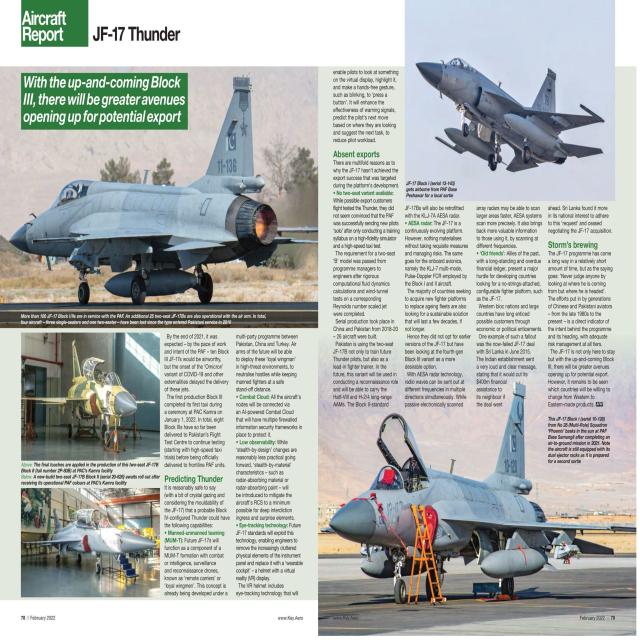 Aircraft
Report
JF-17 Thunder
With the up-and-coming Block
III, there will be greater avenues
opening up for potential export
More than 100 JF-17 Block I/IIs are in service with the PAF. An additional 25 two-seat JF-17Bs are also operational with the air arm. In total,
four aircraft – three single-seaters and one two-seater – have been lost since the type entered Pakistani service in 2010
Above: The final touches are applied in the production of this two-seat JF-17B
Block II (tail number 2P-50B) at PAC's Kamra facility
Below: A new-build two-seat JF-17B Block II (serial 20-620) awaits roll out after
receiving its operational PAF colours at PAC's Kamra facility
By the end of 2021, it was
expected – by the pace of work
and intent of the PAF – ten Block
III JF-17s would be airworthy,
but the onset of the 'Omicron'
variant of COVID-19 and other
externalities delayed the delivery
of these jets.
The first production Block III
completed its first test day during
a ceremony at PAC Kamra on
January 1, 2022. In total, eight
Block IIIs have so far been
delivered to Pakistan's Flight
Test Centre to continue testing
(starting with high-speed taxi
trials) before being officially
delivered to frontline PAF units.
Predicting Thunder
It is reasonably safe to say
(with a bit of crystal gazing and
considering the mouldability of
the JF-17) that a probable Block
IV-configured Thunder could have
the following capabilities:
• Manned-unmanned teaming
(MUM-T): Future JF-17s will
function as a component of a
MUM-T formation with combat
or intelligence, surveillance
and reconnaissance drones,
known as 'remote carriers' or
'loyal wingmen'. This concept is
already being developed under a
multi-party programme between
Pakistan, China and Turkey. All
arms of the future will be able
to deploy these 'loyal wingmen'
in high-threat environments, to
neutralise hostiles while keeping
manned fighters at a safe
stand-off distance.
• Combat Cloud: All the aircraft's
nodes will be connected via
an AI-powered Combat Cloud
that will have multiple firewalled
information security frameworks in
place to protect it.
• Low observability: While
'stealth-by-design' changes are
reasonably less practical going
forward, 'stealth-by-material'
characteristics – such as
radar-absorbing material or
radar-absorbing paint – will
be introduced to mitigate the
aircraft's RCS to a minimum
possible for deep interdiction
ingress and surprise elements.
• Eye-tracking technology: Future
JF-17 standards will exploit this
technology, enabling engineers to
remove the increasingly cluttered
physical elements of the instrument
panel and replace it with a 'wearable
cockpit' – a helmet with a virtual
reality (VR) display.
The VR helmet includes
eye-tracking technology that will
78 | February 2022
www.Key.Aero
enable pilots to look at something
on the virtual display, highlight it,
and make a hands-free gesture,
such as blinking, to 'press a
button'. It will enhance the
effectiveness of warning signals,
predict the pilot's next move
based on where they are looking
and suggest the next task, to
reduce pilot workload.
Absent exports
There are multifold reasons as to
why the JF-17 hasn't achieved the
export success that was targeted
during the platform's development.
• No two-seat variant available:
While possible export customers
flight tested the Thunder, they did
not seem convinced that the PAF
was successfully sending new pilots
'solo' after only conducting a training
syllabus on a high-fidelity simulator
and a high-speed taxi test.
The requirement for a two-seat
'B' model was passed from
programme managers to
engineers after rigorous
computational fluid dynamics
calculations and wind-tunnel
tests on a corresponding
Reynolds number scaled jet
were completed.
Serial production took place in
China and Pakistan from 2018-20
– 26 aircraft were built.
Pakistan is using the two-seat
JF-17B not only to train future
Thunder pilots, but also as a
lead-in fighter trainer. In the
future, this variant will be used in
conducting a reconnaissance role
and will be able to carry the
Hatf-VIII and H-2/4 long-range
AAMs. The Block II-standard
JF-17 Block I (serial 13-143)
gets airborne from PAF Base
Peshawar for a local sortie
JF-17Bs will also be retrofitted
with the KLJ-7A AESA radar.
• AESA radar: The JF-17 is a
continuously evolving platform.
However, nothing materialises
without taking requisite measures
and managing risks. The same
goes for the onboard avionics,
namely the KLJ-7 multi-mode,
Pulse-Doppler FCR employed by
the Block I and II aircraft.
The majority of countries seeking
to acquire new fighter platforms
to replace ageing fleets are also
looking for a sustainable solution
that will last a few decades, if
not longer.
Hence they did not opt for earlier
versions of the JF-17 but have
been looking at the fourth-gen
Block III variant as a more
desirable option.
With AESA radar technology,
radio waves can be sent out at
different frequencies in multiple
directions simultaneously. While
passive electronically scanned
array radars may be able to scan
larger areas faster, AESA systems
scan more precisely. It also brings
back more valuable information
to those using it, by scanning at
different frequencies.
• 'Old friends': Allies of the past,
with a long-standing and overdue
financial ledger, present a major
hurdle for developing countries
looking for a no-strings-attached,
configurable fighter platform, such
as the JF-17.
Western bloc nations and large
countries have long enticed
possible customers through
economic or political enticements.
One example of such a fallout
was the now-failed JF-17 deal
with Sri Lanka in June 2015.
The Indian establishment sent
a very loud and clear message,
stating that it would cut its
$400m financial
assistance to
its neighbour if
the deal went
ahead. Sri Lanka found it more
in its national interest to adhere
to this 'request' and ceased
negotiating the JF-17 acquisition.
Storm's brewing
The JF-17 programme has come
a long way in a relatively short
amount of time, but as the saying
goes: 'Never judge anyone by
looking at where he is coming
from but where he is headed'.
The efforts put in by generations
of Chinese and Pakistani aviators
– from the late 1980s to the
present – is a direct indicator of
the intent behind the programme
and its heading, with adequate
risk management at all tiers.
The JF-17 is not only here to stay
but with the up-and-coming Block
III, there will be greater avenues
opening up for potential export.
However, it remains to be seen
which countries will be willing to
change from Western to
Eastern-made products.
This JF-17 Block I (serial 10-120)
from No 26 (Multi-Role) Squadron
'Phoenix' basks in the sun at PAF
Base Samungli after completing an
air-to-ground mission in 2021. Note
the aircraft is still equipped with its
dual ejector racks as it is prepared
for a second sortie
www.Key.Aero
February 2022 | 79
11-136